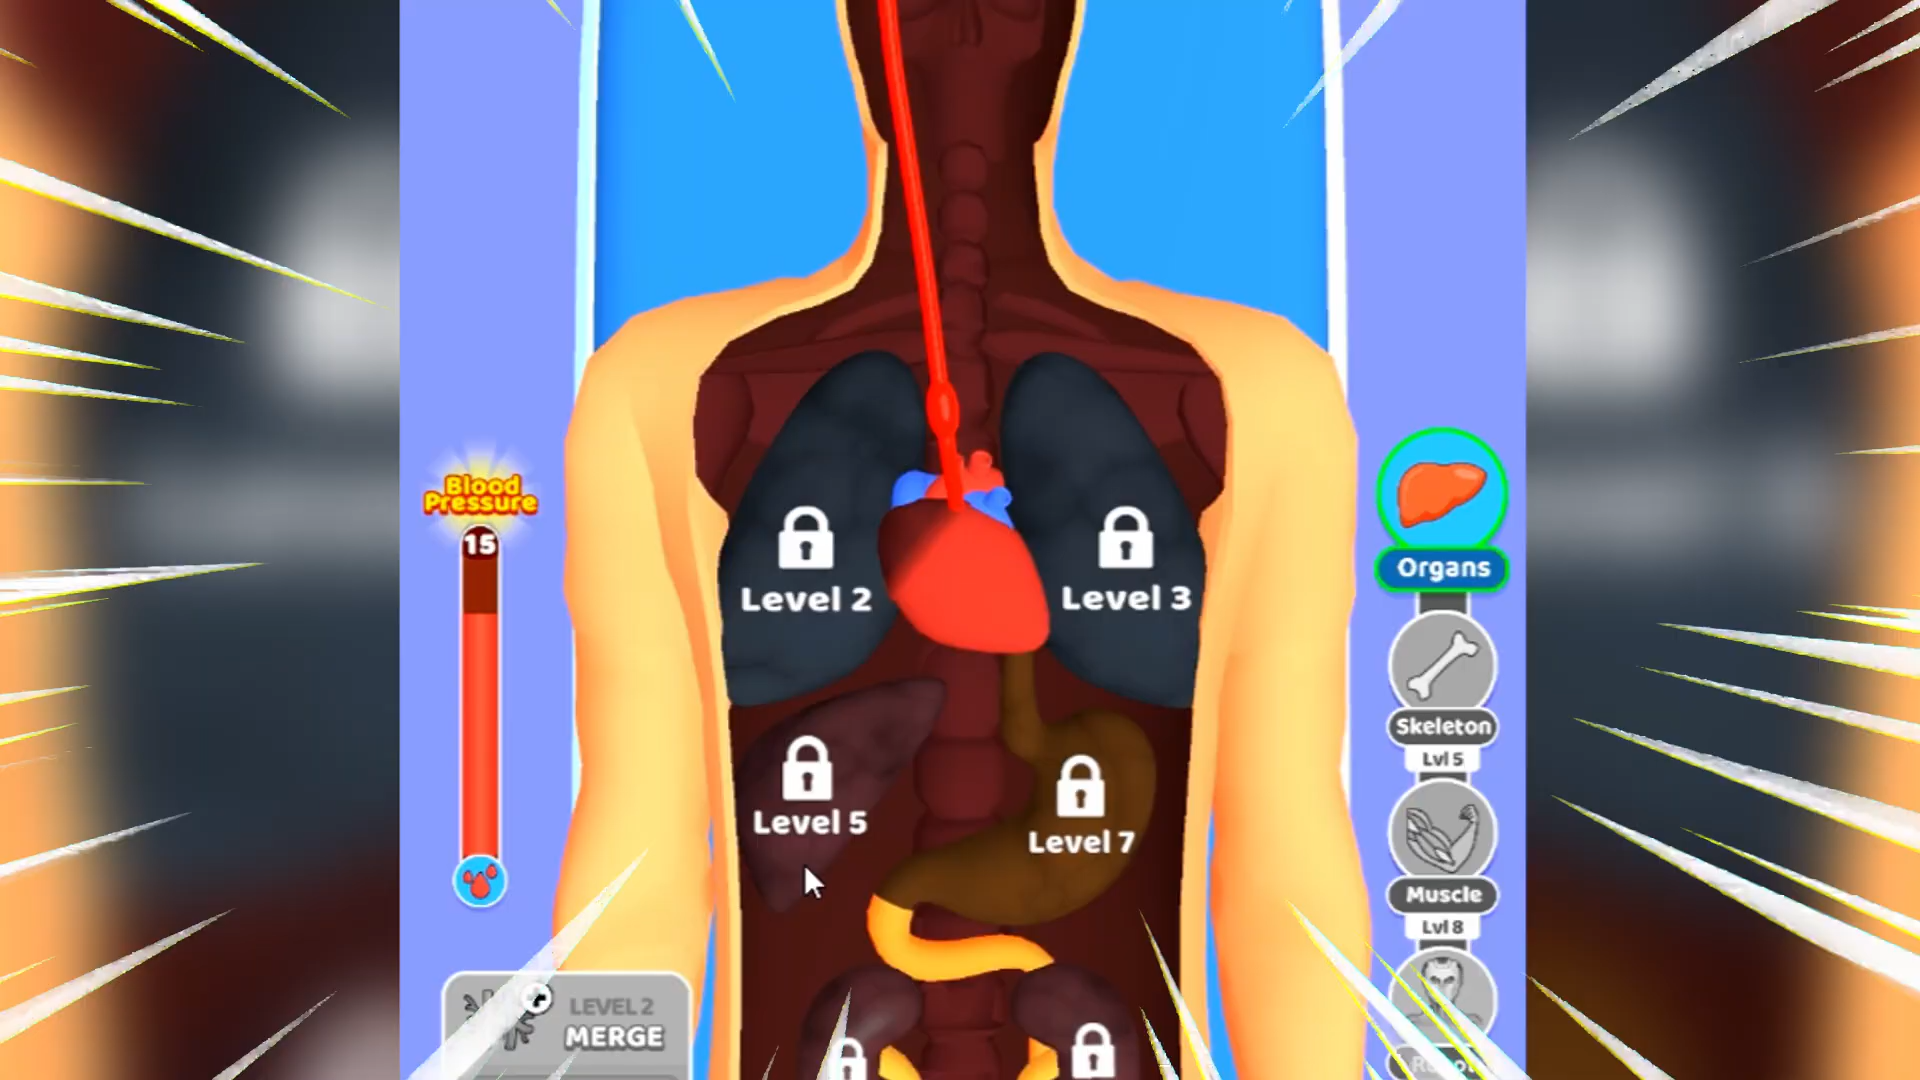 Blood
Pressure
15
Level 2
Level 3
Organs
Skeleton
Lvl 5
Level 5
Level 7
Muscle
Lvl 8
LEVEL 2
MERGE